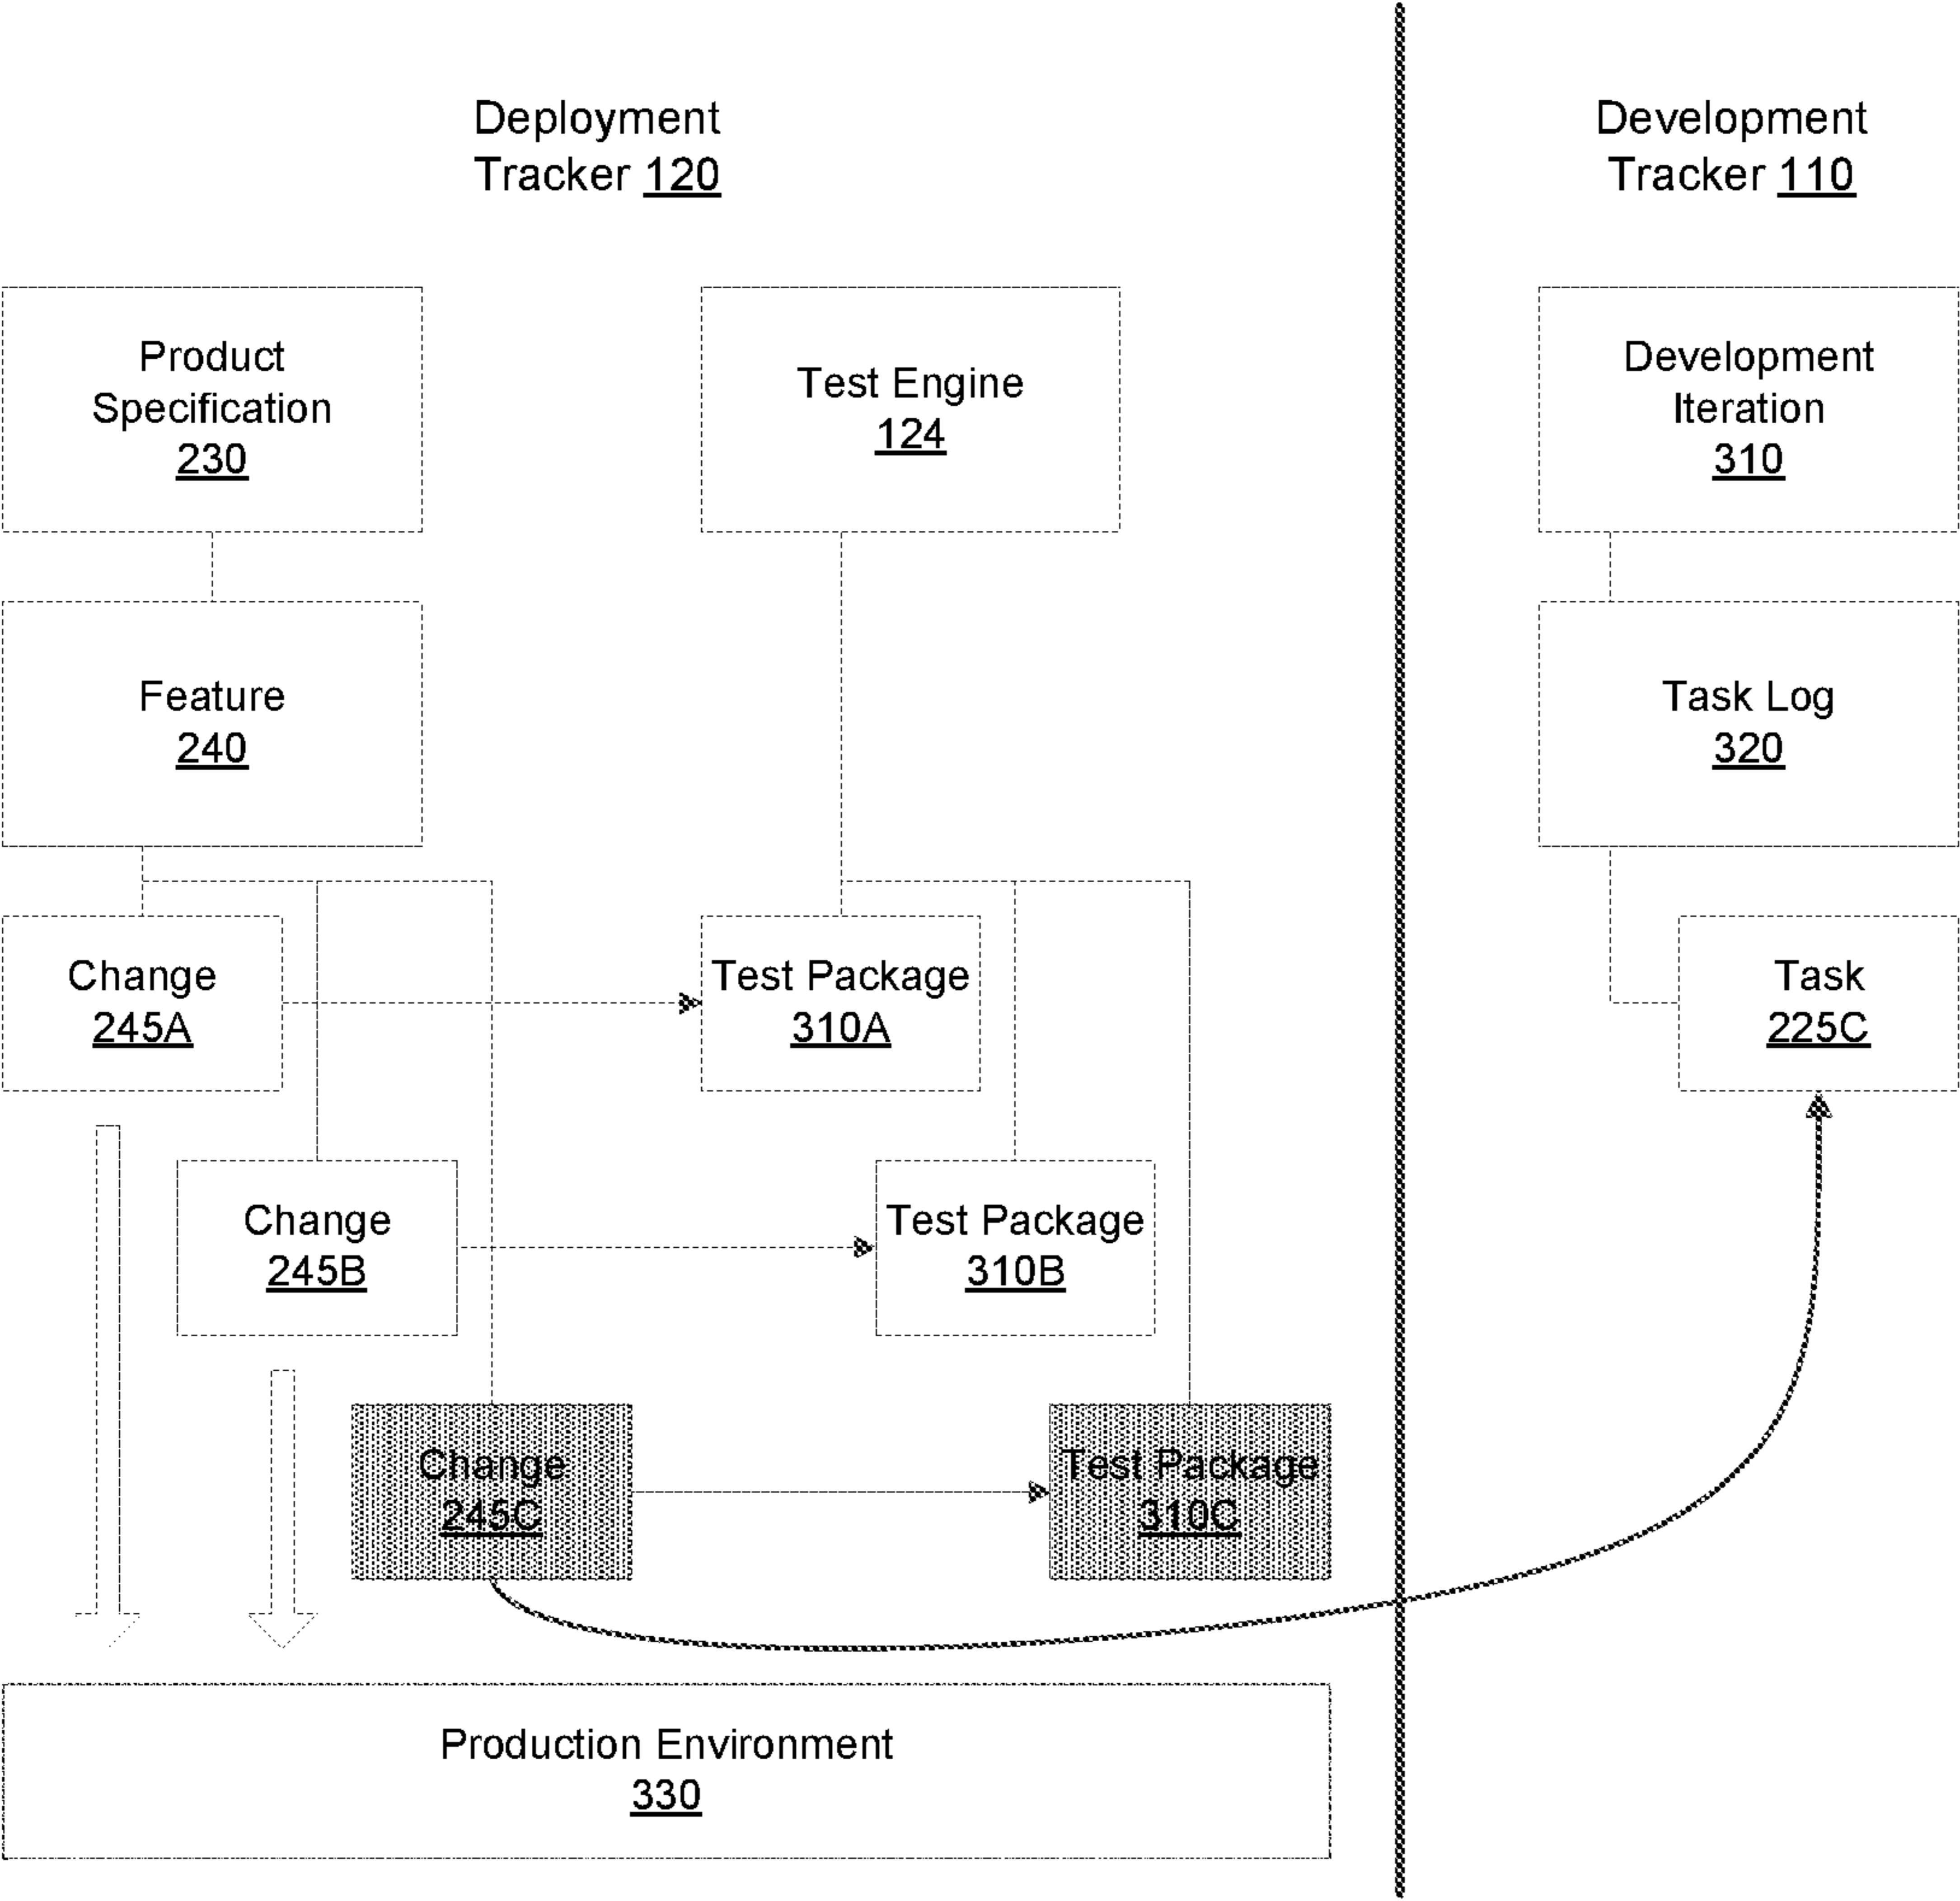 Deployment
Tracker 120
Development
Tracker 110
Product
Specification
230
Test Engine
124
Development
Iteration
310
Feature
240
Task Log
320
Change
245A
Test Package
310A
Task
225C
Change
245B
Test Package
310B
Change
245C
Test Package
310C
Production Environment
330